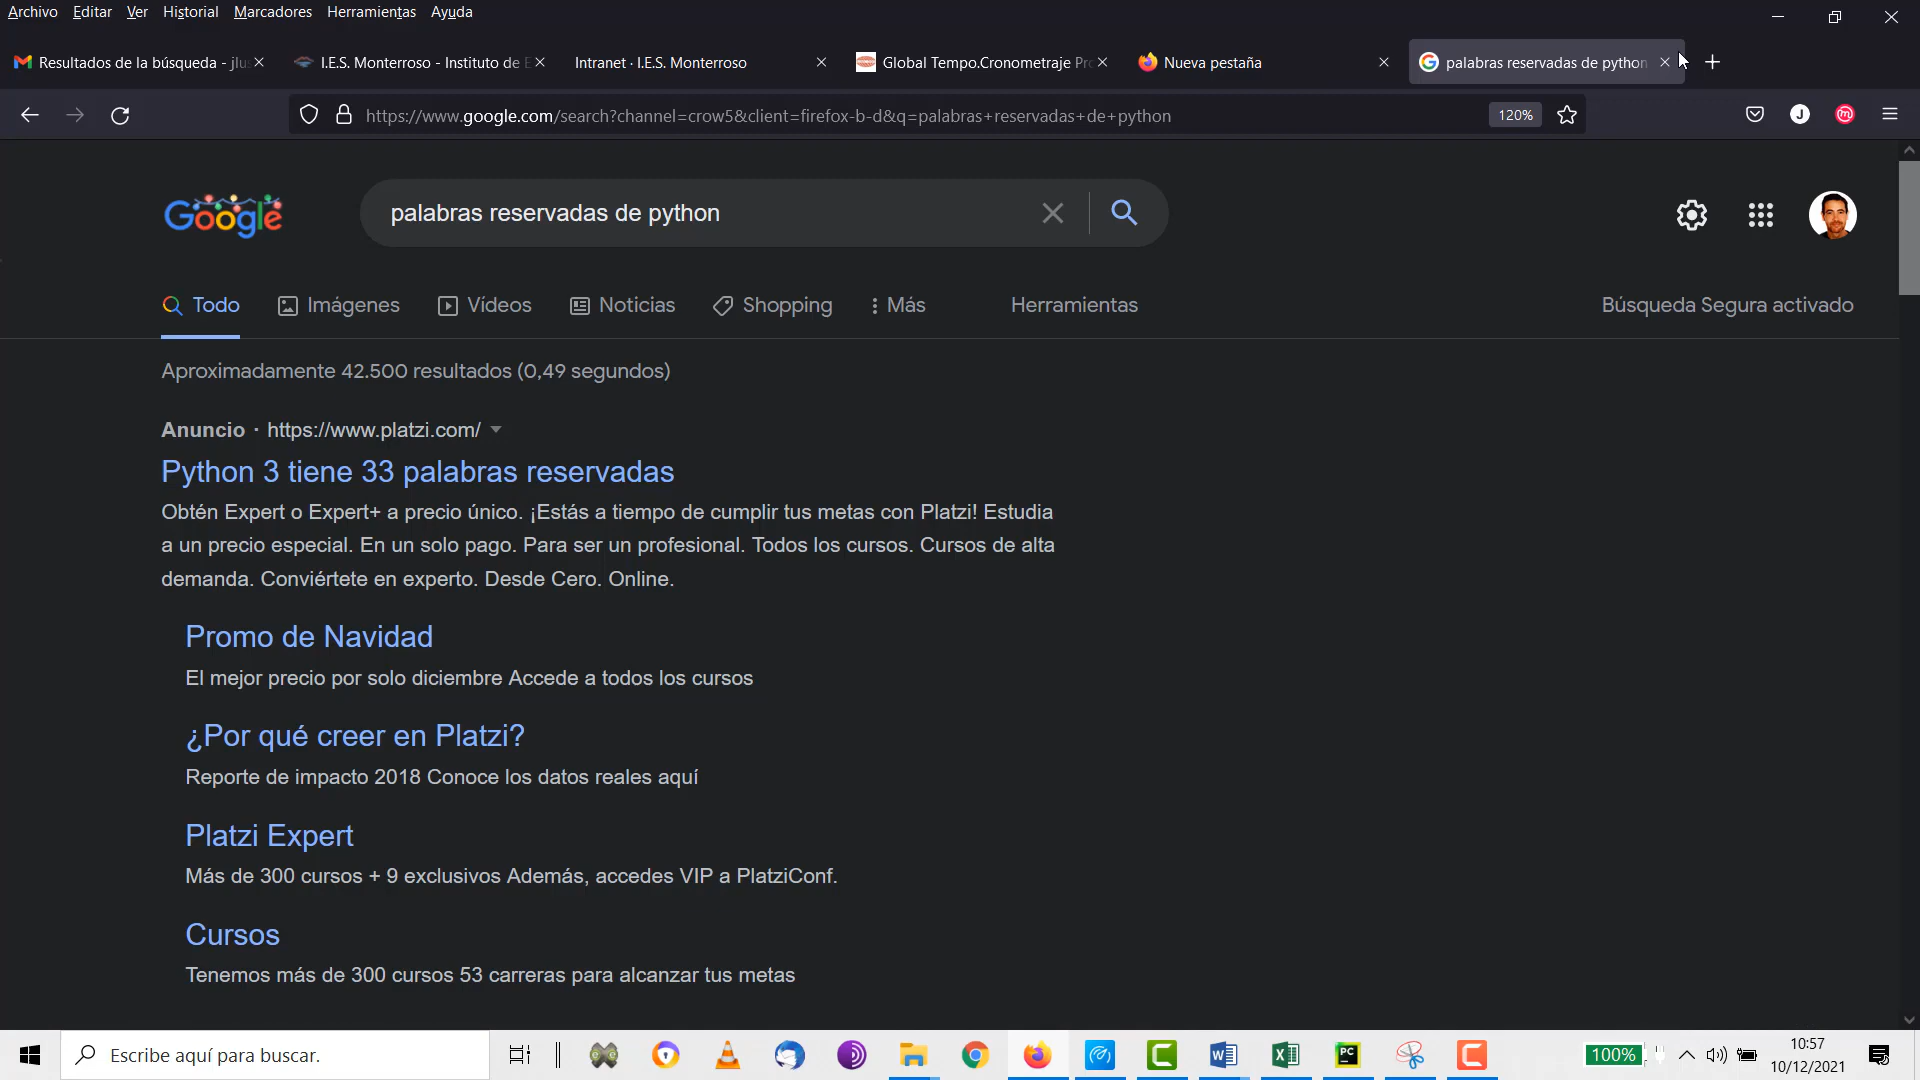 Archivo Editar Ver Historial Marcadores Herramientas Ayuda
Resultados de la búsqueda - jlu
I.E.S. Monterroso - Instituto de E
Intranet · I.E.S. Monterroso
Global Tempo.Cronometraje Pr
Nueva pestaña
palabras reservadas de python
https://www.google.com/search?channel=crow5&client=firefox-b-d&q=palabras+reservadas+de+python
120%
J
m
Google
palabras reservadas de python
Todo Imágenes Vídeos Noticias Shopping Más Herramientas Búsqueda Segura activado
Aproximadamente 42.500 resultados (0,49 segundos)
Anuncio · https://www.platzi.com/
Python 3 tiene 33 palabras reservadas
Obtén Expert o Expert+ a precio único. ¡Estás a tiempo de cumplir tus metas con Platzi! Estudia
a un precio especial. En un solo pago. Para ser un profesional. Todos los cursos. Cursos de alta
demanda. Conviértete en experto. Desde Cero. Online.
Promo de Navidad
El mejor precio por solo diciembre Accede a todos los cursos
¿Por qué creer en Platzi?
Reporte de impacto 2018 Conoce los datos reales aquí
Platzi Expert
Más de 300 cursos + 9 exclusivos Además, accedes VIP a PlatziConf.
Cursos
Tenemos más de 300 cursos 53 carreras para alcanzar tus metas
Escribe aquí para buscar.
PC
100%
10:57
10/12/2021